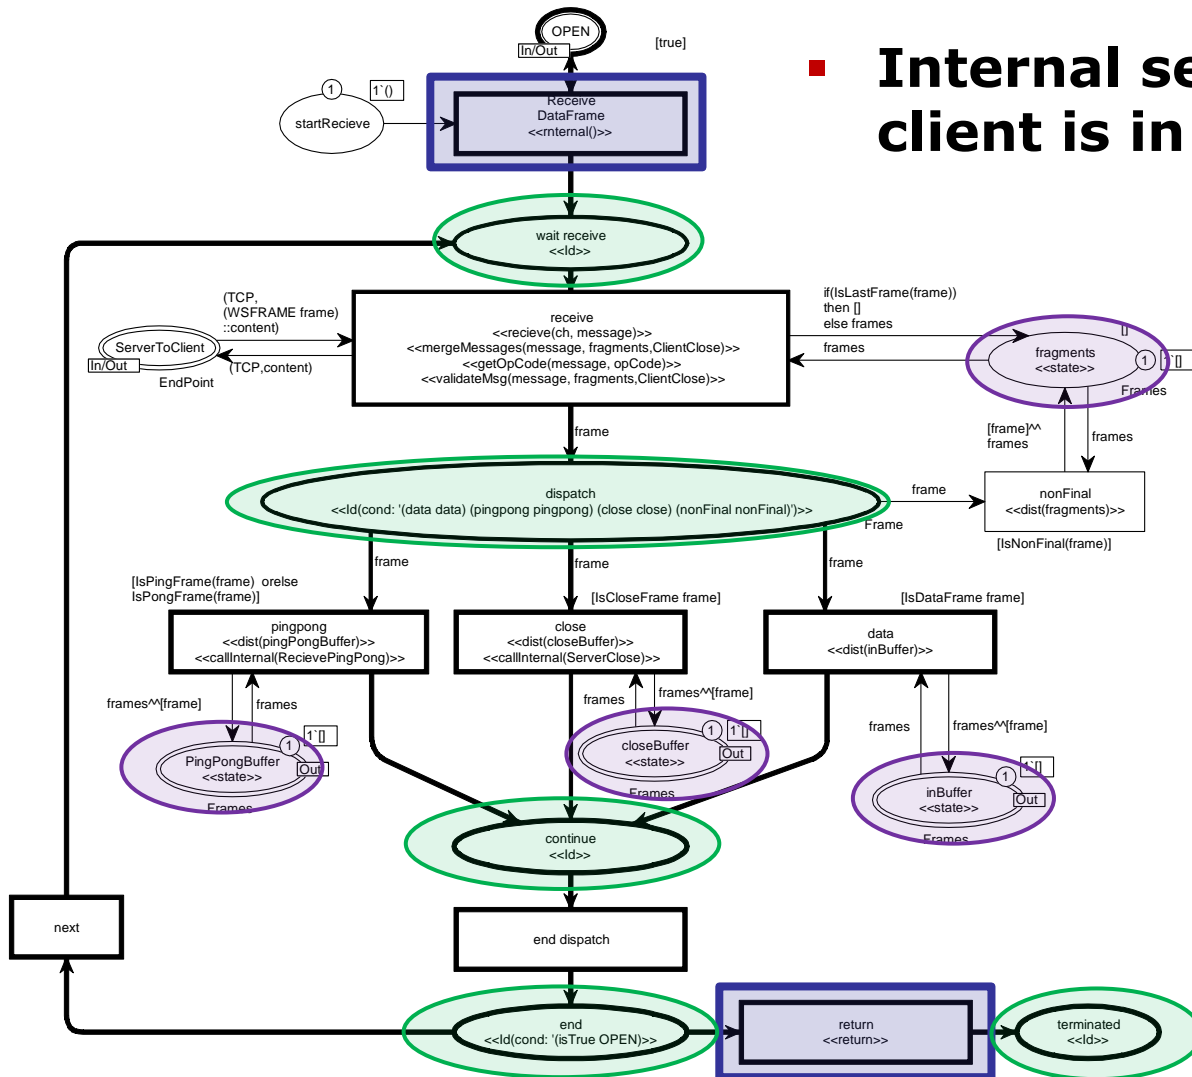 OPEN
In/Out
[true]
Internal se
client is in
1
1`()
startRecieve
Receive
DataFrame
<<rnternal()>>
wait receive
<<Id>>
(TCP,
(WSFRAME frame)
::content)
ServerToClient
In/Out
EndPoint
(TCP,content)
receive
<<recieve(ch, message)>>
<<mergeMessages(message, fragments,ClientClose)>>
<<getOpCode(message, opCode)>>
<<validateMsg(message, fragments,ClientClose)>>
if(IsLastFrame(frame))
then []
else frames
frames
[]
fragments
<<state>>
1
1`[]
Frames
frame
[frame]^^
frames
frames
dispatch
<<Id(cond: '(data data) (pingpong pingpong) (close close) (nonFinal nonFinal)')>>
Frame
frame
nonFinal
<<dist(fragments)>>
[IsNonFinal(frame)]
frame
frame
frame
[IsPingFrame(frame)  orelse
IsPongFrame(frame)]
[IsCloseFrame frame]
[IsDataFrame frame]
pingpong
<<dist(pingPongBuffer)>>
<<callInternal(RecievePingPong)>>
close
<<dist(closeBuffer)>>
<<callInternal(ServerClose)>>
data
<<dist(inBuffer)>>
frames^^[frame]
frames
frames
frames^^[frame]
frames
frames^^[frame]
PingPongBuffer
<<state>>
1
1`[]
Out
Frames
closeBuffer
<<state>>
1
1`[]
Out
Frames
inBuffer
<<state>>
1
1`[]
Out
Frames
continue
<<Id>>
next
end dispatch
end
<<Id(cond: '(isTrue OPEN)>>
return
<<return>>
terminated
<<Id>>